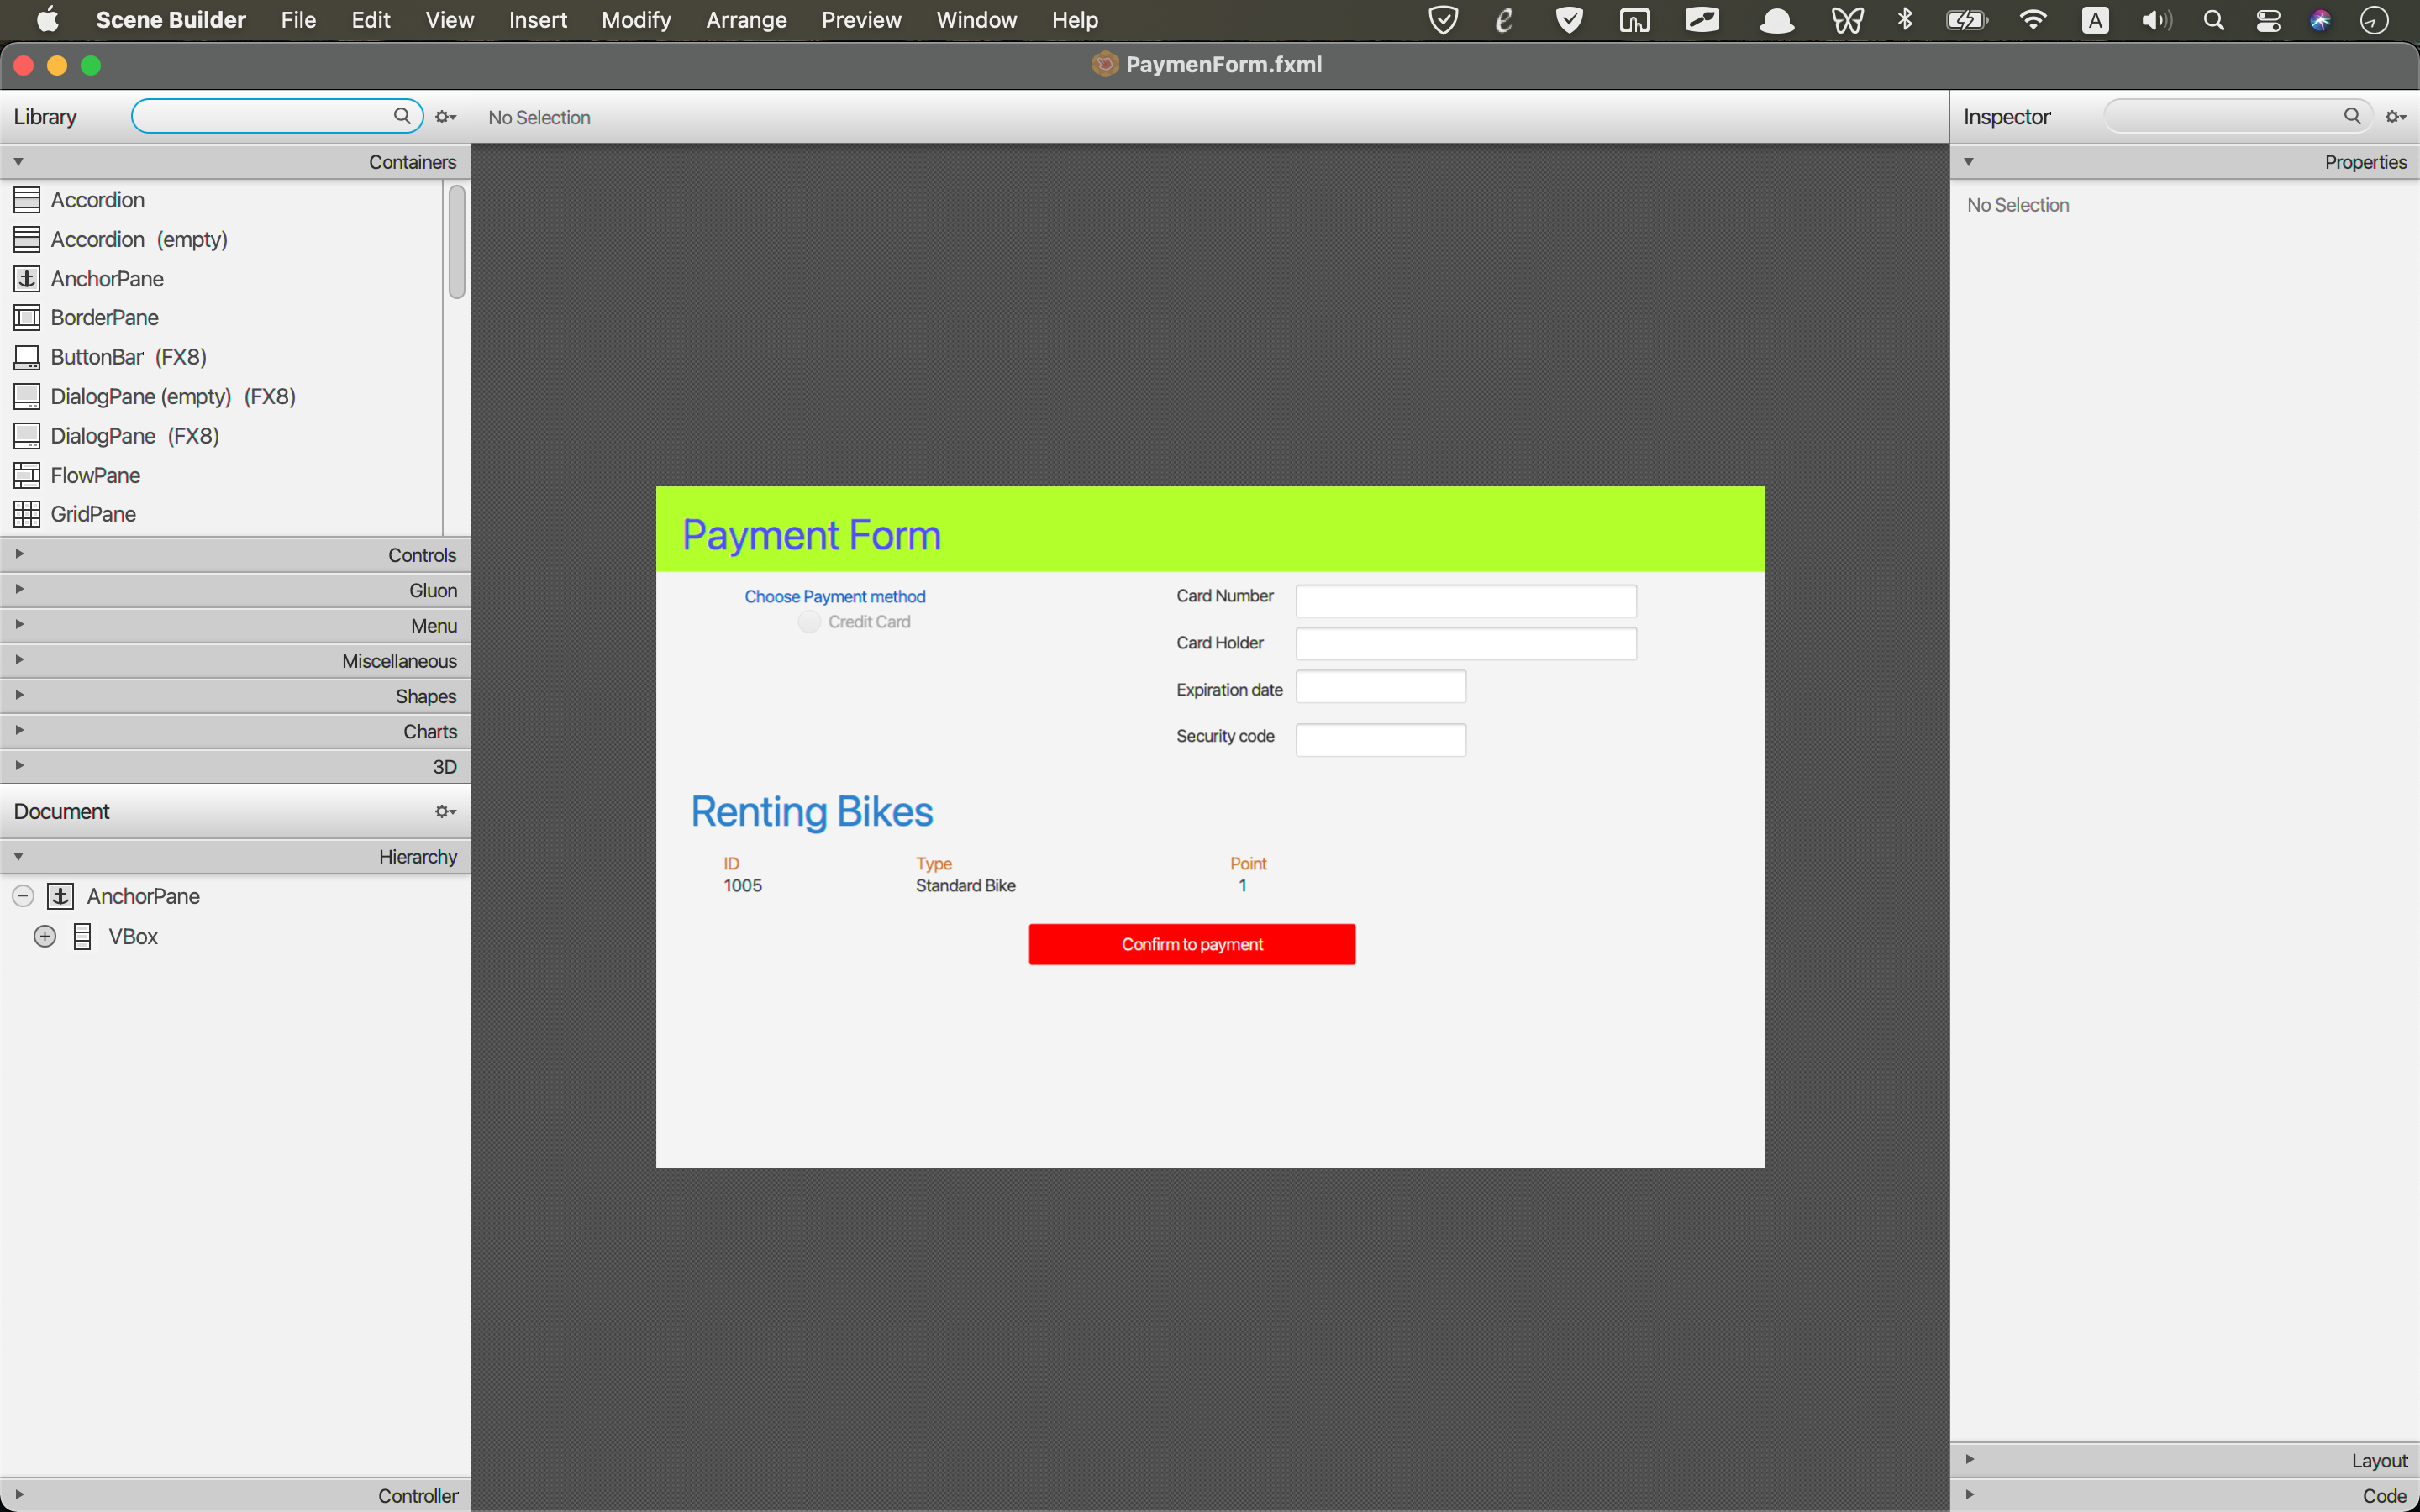 Scene Builder File Edit View Insert Modify Arrange Preview Window Help A
PaymenForm.fxml
Library
No Selection
Inspector
Containers
Properties
Accordion
Accordion (empty)
AnchorPane
BorderPane
ButtonBar (FX8)
DialogPane (empty) (FX8)
DialogPane (FX8)
FlowPane
GridPane
Controls
Gluon
Menu
Miscellaneous
Shapes
Charts
3D
Document
Hierarchy
AnchorPane
VBox
Controller
Payment Form
Choose Payment method
Credit Card
Card Number
Card Holder
Expiration date
Security code
Renting Bikes
ID Type Point
1005 Standard Bike 1
Confirm to payment
No Selection
Layout
Code